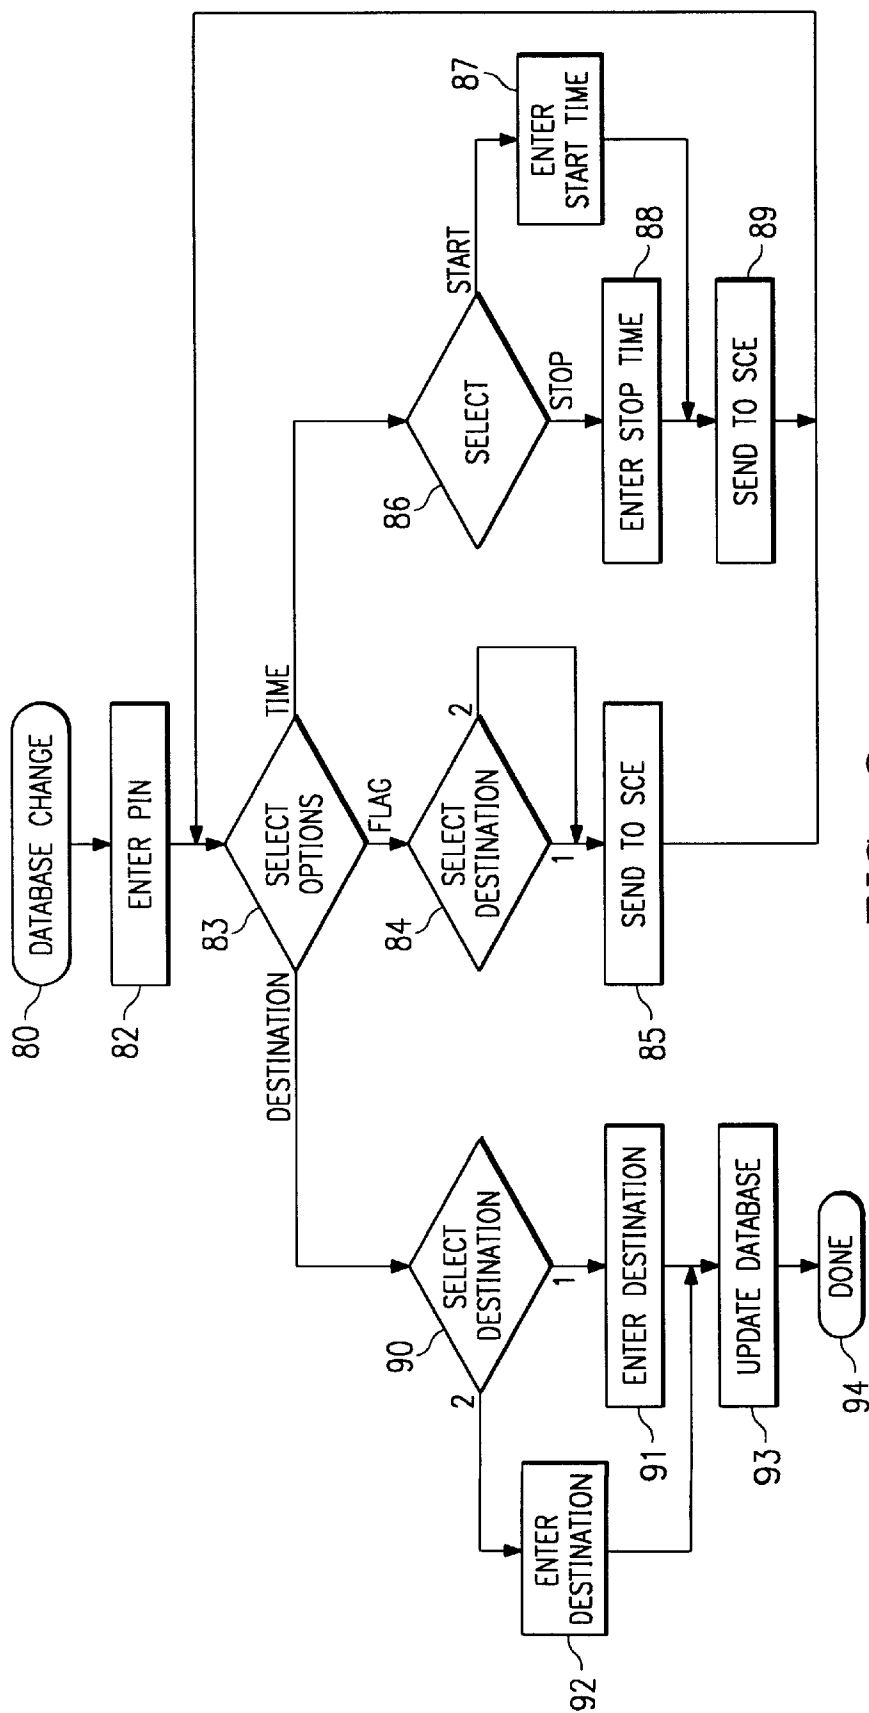 80
DATABASE CHANGE
82
ENTER PIN
83
SELECT
OPTIONS
DESTINATION
TIME
FLAG
90
SELECT
DESTINATION
2
1
84
SELECT
DESTINATION
2
1
86
SELECT
START
STOP
87
ENTER
START TIME
92
ENTER
DESTINATION
91
ENTER DESTINATION
85
SEND TO SCE
88
ENTER STOP TIME
93
UPDATE DATABASE
89
SEND TO SCE
94
DONE